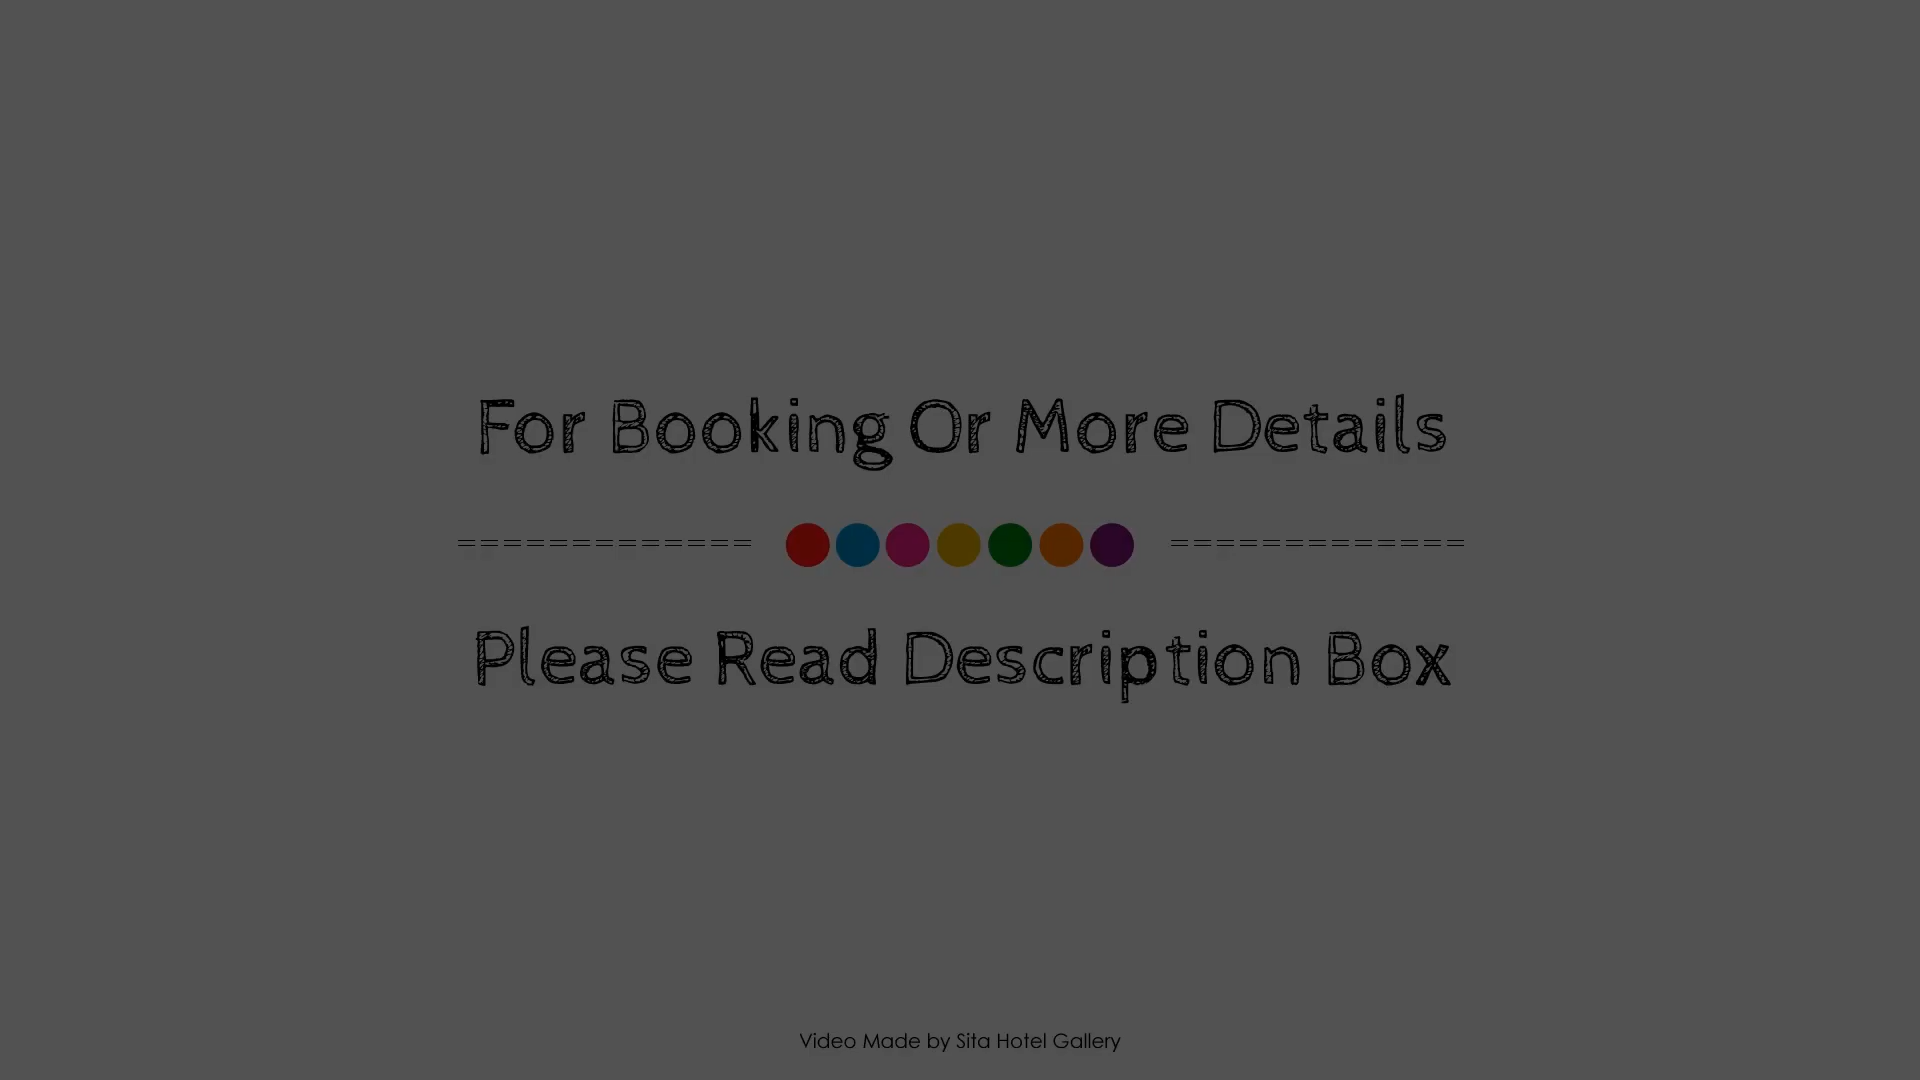 For Booking Or More Details
============= =============
Please Read Description Box
Video Made by Sita Hotel Gallery